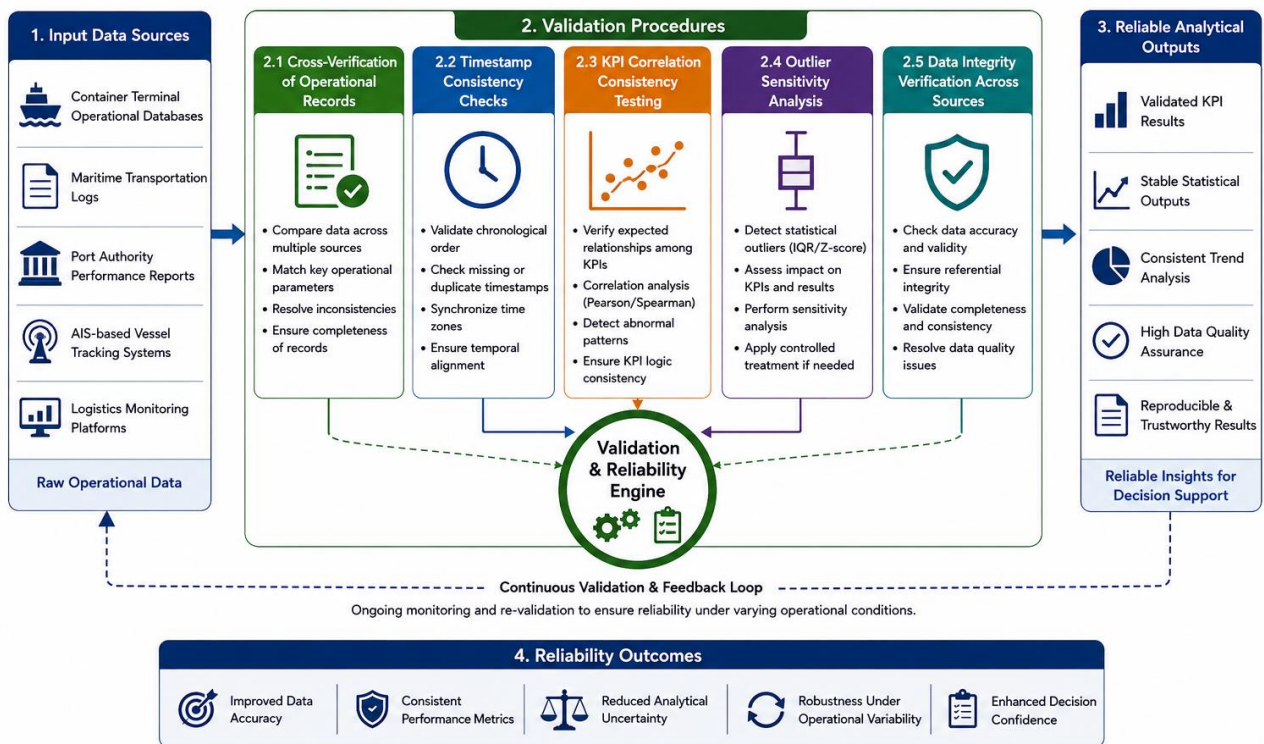 1. Input Data Sources
Container Terminal
Operational Databases
Maritime Transportation
Logs
Port Authority
Performance Reports
AIS-based Vessel
Tracking Systems
Logistics Monitoring
Platforms
Raw Operational Data
2. Validation Procedures
2.1 Cross-Verification
of Operational
Records
• Compare data across
multiple sources
• Match key operational
parameters
• Resolve inconsistencies
• Ensure completeness
of records
2.2 Timestamp
Consistency
Checks
• Validate chronological
order
• Check missing or
duplicate timestamps
• Synchronize time
zones
• Ensure temporal
alignment
2.3 KPI Correlation
Consistency
Testing
• Verify expected
relationships among
KPIs
• Correlation analysis
(Pearson/Spearman)
• Detect abnormal
patterns
• Ensure KPI logic
consistency
2.4 Outlier
Sensitivity
Analysis
• Detect statistical
outliers (IQR/Z-score)
• Assess impact on
KPIs and results
• Perform sensitivity
analysis
• Apply controlled
treatment if needed
2.5 Data Integrity
Verification Across
Sources
• Check data accuracy
and validity
• Ensure referential
integrity
• Validate completeness
and consistency
• Resolve data quality
issues
Validation
& Reliability
Engine
3. Reliable Analytical
Outputs
Validated KPI
Results
Stable Statistical
Outputs
Consistent Trend
Analysis
High Data Quality
Assurance
Reproducible &
Trustworthy Results
Reliable Insights for
Decision Support
Continuous Validation & Feedback Loop
Ongoing monitoring and re-validation to ensure reliability under varying operational conditions.
4. Reliability Outcomes
Improved Data
Accuracy
Consistent
Performance Metrics
Reduced Analytical
Uncertainty
Robustness Under
Operational Variability
Enhanced Decision
Confidence